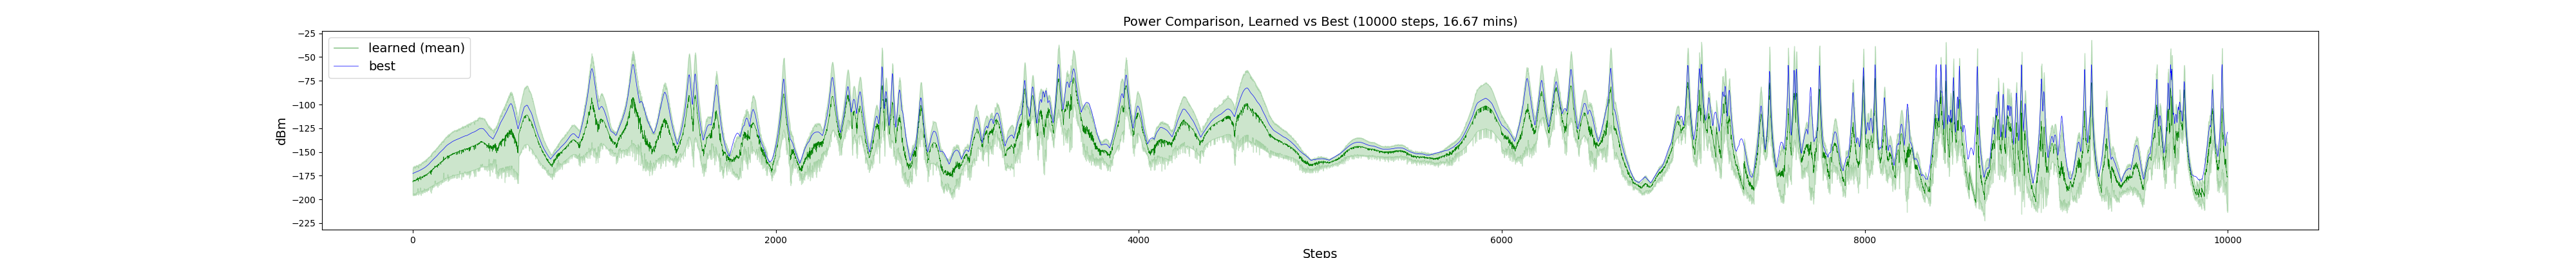 Power Comparison, Learned vs Best (10000 steps, 16.67 mins)
learned (mean)
best
dBm
−25
−50
−75
−100
−125
−150
−175
−200
−225
0 2000 4000 6000 8000 10000
Steps